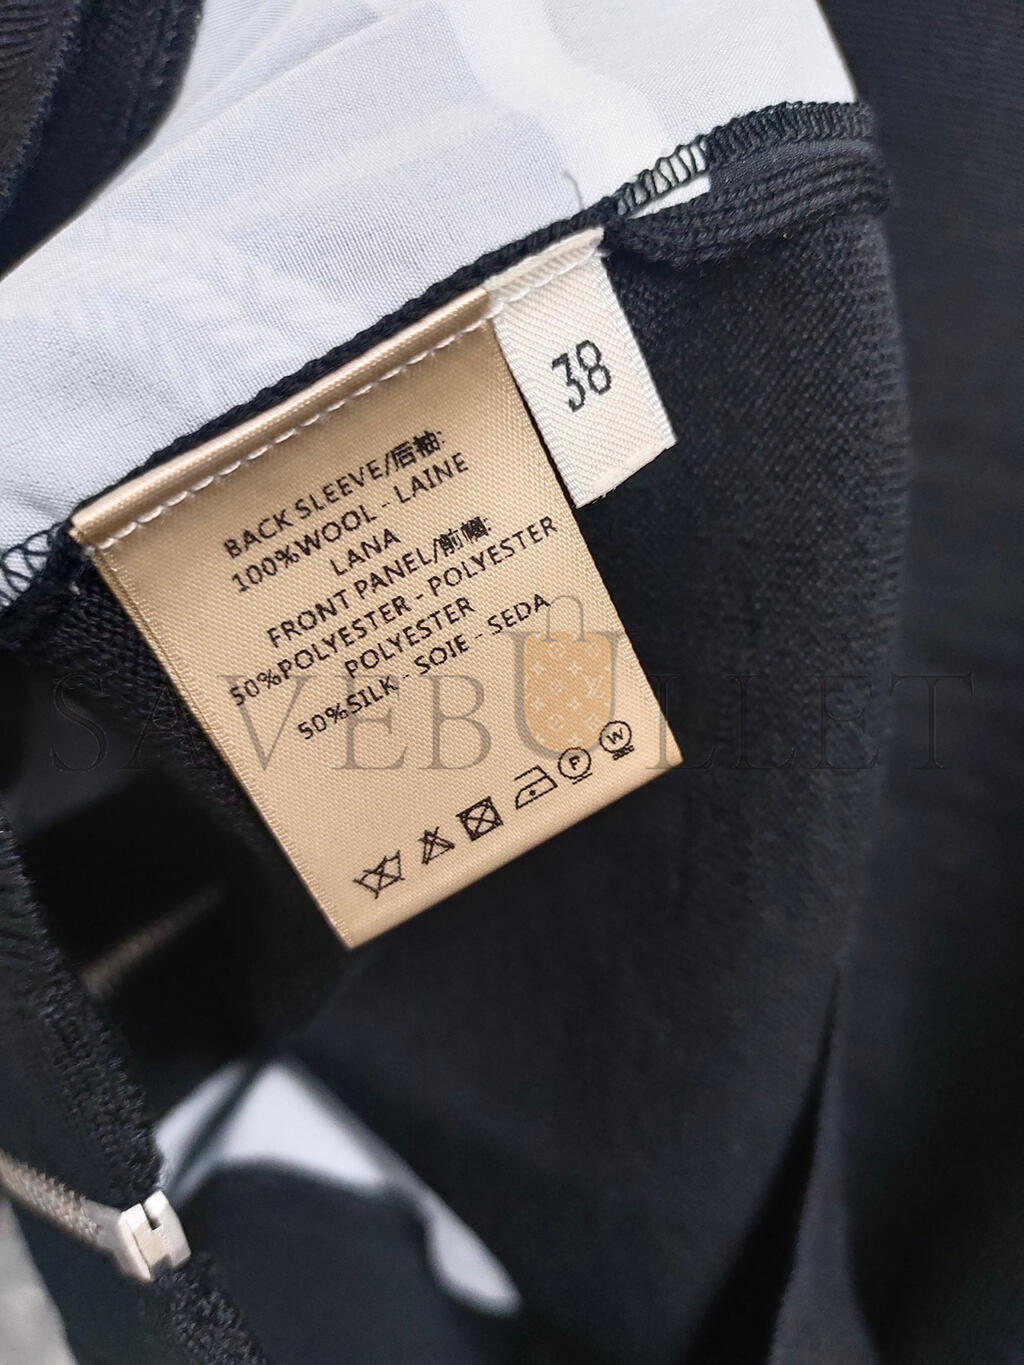 38
BACK SLEEVE/后袖:
100%WOOL - LAINE
LANA
FRONT PANEL/前幅:
50%POLYESTER - POLYESTER
POLYESTER
50%SILK - SOIE - SEDA
P
W
SAVEBULLET